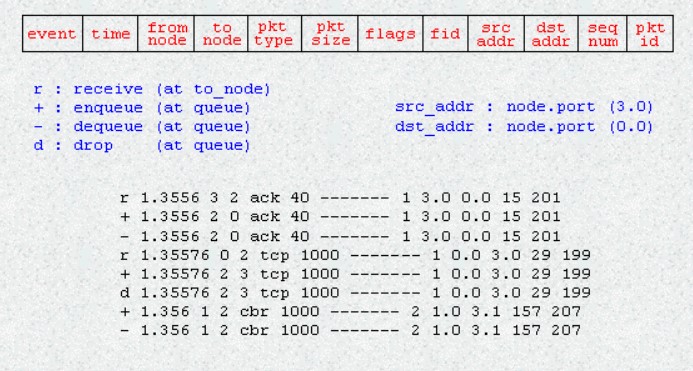 event time from node to node pkt type pkt size flags fid src addr dst addr seq num pkt id
r : receive (at to_node)
+ : enqueue (at queue)
- : dequeue (at queue)
d : drop (at queue)
src_addr : node.port (3.0)
dst_addr : node.port (0.0)
r 1.3556 3 2 ack 40 ------- 1 3.0 0.0 15 201
+ 1.3556 2 0 ack 40 ------- 1 3.0 0.0 15 201
- 1.3556 2 0 ack 40 ------- 1 3.0 0.0 15 201
r 1.35576 0 2 tcp 1000 ------- 1 0.0 3.0 29 199
+ 1.35576 2 3 tcp 1000 ------- 1 0.0 3.0 29 199
d 1.35576 2 3 tcp 1000 ------- 1 0.0 3.0 29 199
+ 1.356 1 2 cbr 1000 ------- 2 1.0 3.1 157 207
- 1.356 1 2 cbr 1000 ------- 2 1.0 3.1 157 207